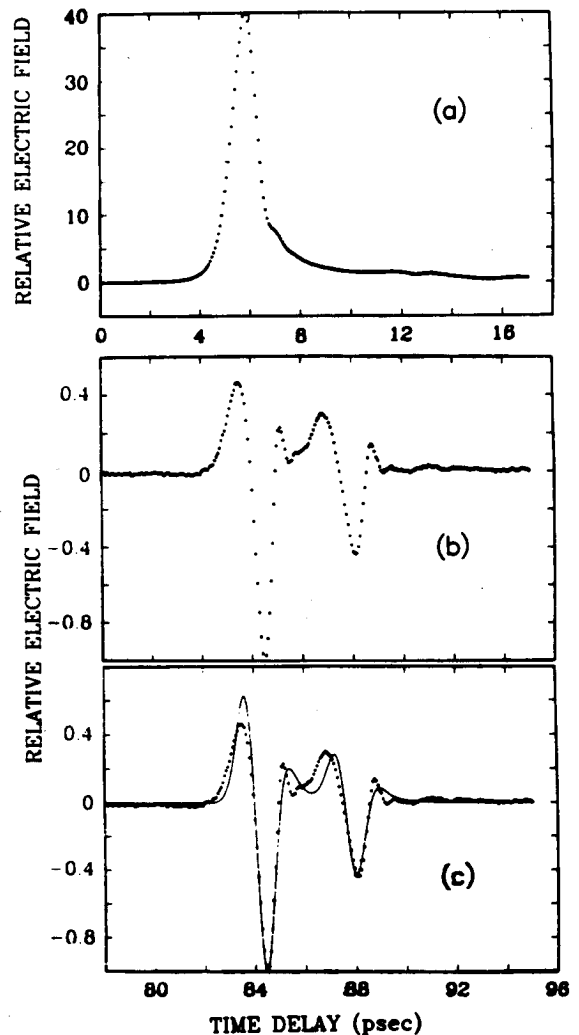 RELATIVE ELECTRIC FIELD
40
30
20
10
0
(a)
0 4 8 12 16
RELATIVE ELECTRIC FIELD
0.4
0
-0.4
-0.8
(b)
0.4
0
-0.4
-0.8
(c)
80 84 88 92 96
TIME DELAY (psec)